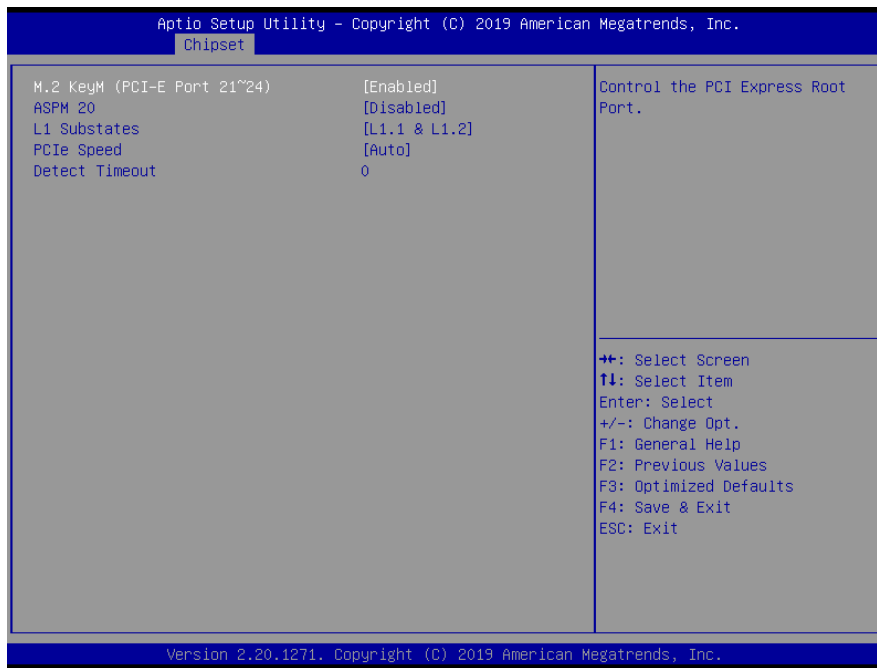 Aptio Setup Utility – Copyright (C) 2019 American Megatrends, Inc.
Chipset
M.2 KeyM (PCI-E Port 21~24) [Enabled]
ASPM 20 [Disabled]
L1 Substates [L1.1 & L1.2]
PCIe Speed [Auto]
Detect Timeout 0
Control the PCI Express Root
Port.
→←: Select Screen
↑↓: Select Item
Enter: Select
+/-: Change Opt.
F1: General Help
F2: Previous Values
F3: Optimized Defaults
F4: Save & Exit
ESC: Exit
Version 2.20.1271. Copyright (C) 2019 American Megatrends, Inc.